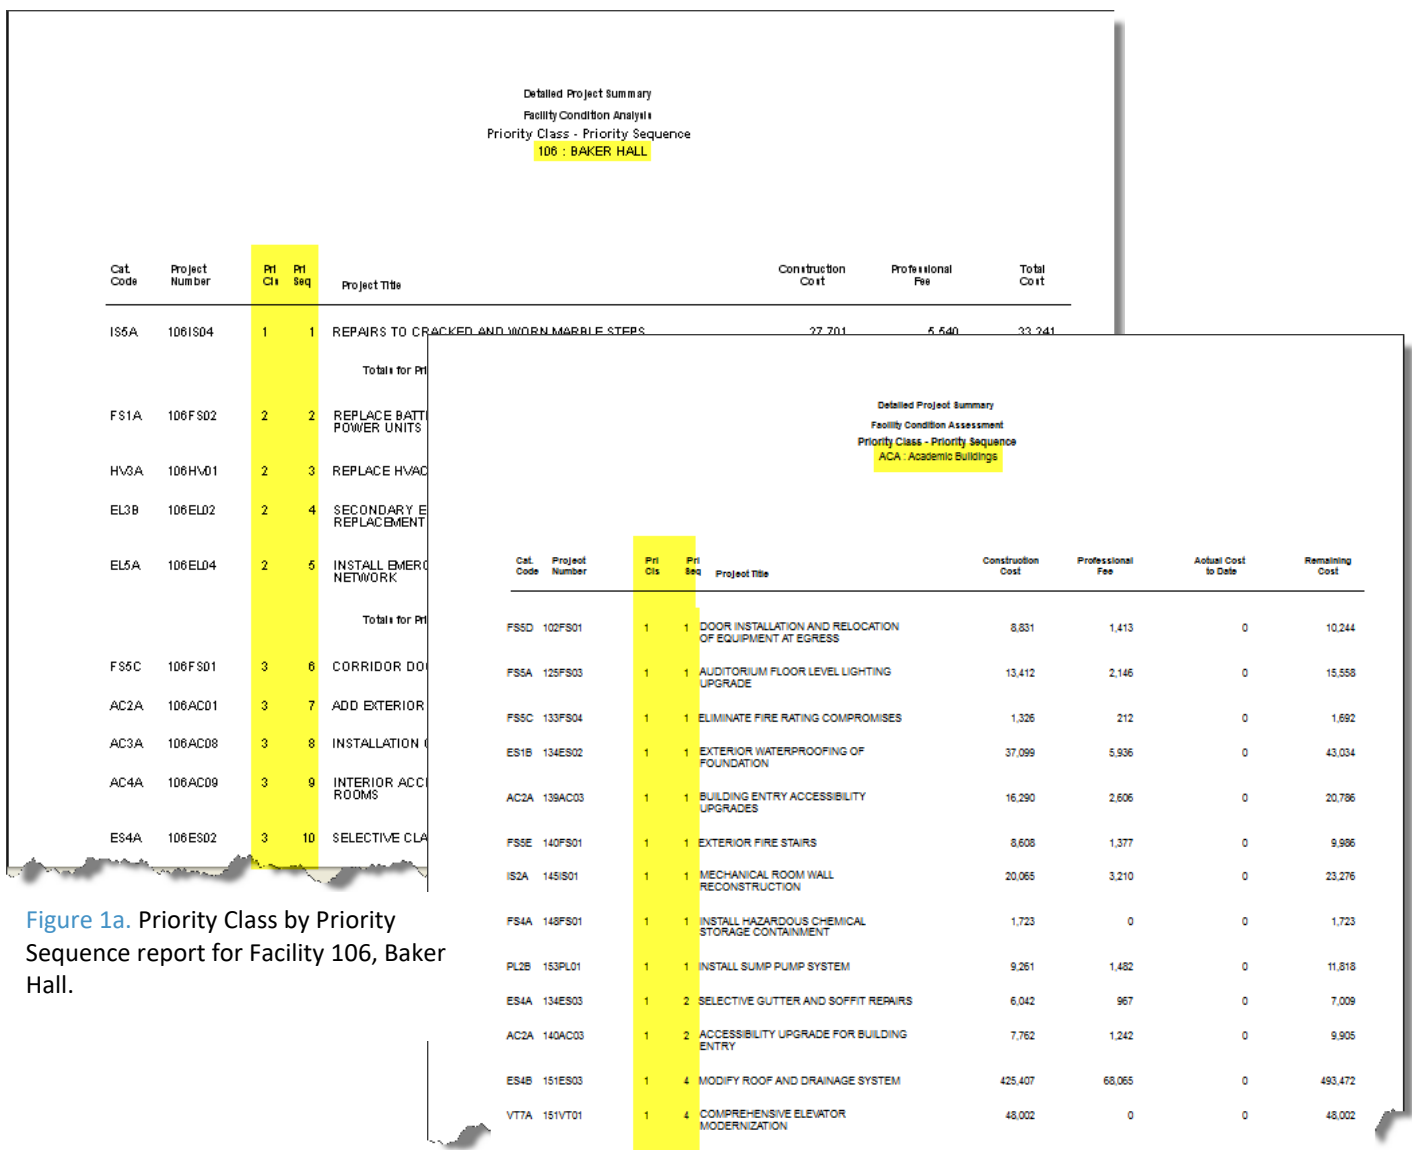 Detailed Project Summary
Facility Condition Analysis
Priority Class - Priority Sequence
106 : BAKER HALL
Cat. Project Pri Pri Construction Professional Total
Code Number Cls Seq Project Title Cost Fee Cost
IS5A 106IS04 1 1 REPAIRS TO CRACKED AND WORN MARBLE STEPS 27,701 5,540 33,241
Totals for Pri
FS1A 106FS02 2 2 REPLACE BATT
POWER UNITS
HV3A 106HV01 2 3 REPLACE HVAC
EL3B 106EL02 2 4 SECONDARY E
REPLACEMENT
EL5A 106EL04 2 5 INSTALL EMERG
NETWORK
Totals for Pri
FS5C 106FS01 3 6 CORRIDOR DO
AC2A 106AC01 3 7 ADD EXTERIOR
AC3A 106AC08 3 8 INSTALLATION
AC4A 106AC09 3 9 INTERIOR ACC
ROOMS
ES4A 106ES02 3 10 SELECTIVE CLA
Figure 1a. Priority Class by Priority
Sequence report for Facility 106, Baker
Hall.
Detailed Project Summary
Facility Condition Assessment
Priority Class - Priority Sequence
ACA : Academic Buildings
Cat. Project Pri Pri Construction Professional Actual Cost Remaining
Code Number Cls Seq Project Title Cost Fee to Date Cost
FS5D 102FS01 1 1 DOOR INSTALLATION AND RELOCATION 8,831 1,413 0 10,244
OF EQUIPMENT AT EGRESS
FS5A 125FS03 1 1 AUDITORIUM FLOOR LEVEL LIGHTING 13,412 2,146 0 15,558
UPGRADE
FS5C 133FS04 1 1 ELIMINATE FIRE RATING COMPROMISES 1,326 212 0 1,692
ES1B 134ES02 1 1 EXTERIOR WATERPROOFING OF 37,099 5,936 0 43,034
FOUNDATION
AC2A 139AC03 1 1 BUILDING ENTRY ACCESSIBILITY 16,290 2,606 0 20,786
UPGRADES
FS5E 140FS01 1 1 EXTERIOR FIRE STAIRS 8,608 1,377 0 9,986
IS2A 145IS01 1 1 MECHANICAL ROOM WALL 20,065 3,210 0 23,276
RECONSTRUCTION
FS4A 148FS01 1 1 INSTALL HAZARDOUS CHEMICAL 1,723 0 0 1,723
STORAGE CONTAINMENT
PL2B 153PL01 1 1 INSTALL SUMP PUMP SYSTEM 9,261 1,482 0 11,818
ES4A 134ES03 1 2 SELECTIVE GUTTER AND SOFFIT REPAIRS 6,042 967 0 7,009
AC2A 140AC03 1 2 ACCESSIBILITY UPGRADE FOR BUILDING 7,762 1,242 0 9,905
ENTRY
ES4B 151ES03 1 4 MODIFY ROOF AND DRAINAGE SYSTEM 425,407 68,065 0 493,472
VT7A 151VT01 1 4 COMPREHENSIVE ELEVATOR 48,002 0 0 48,002
MODERNIZATION